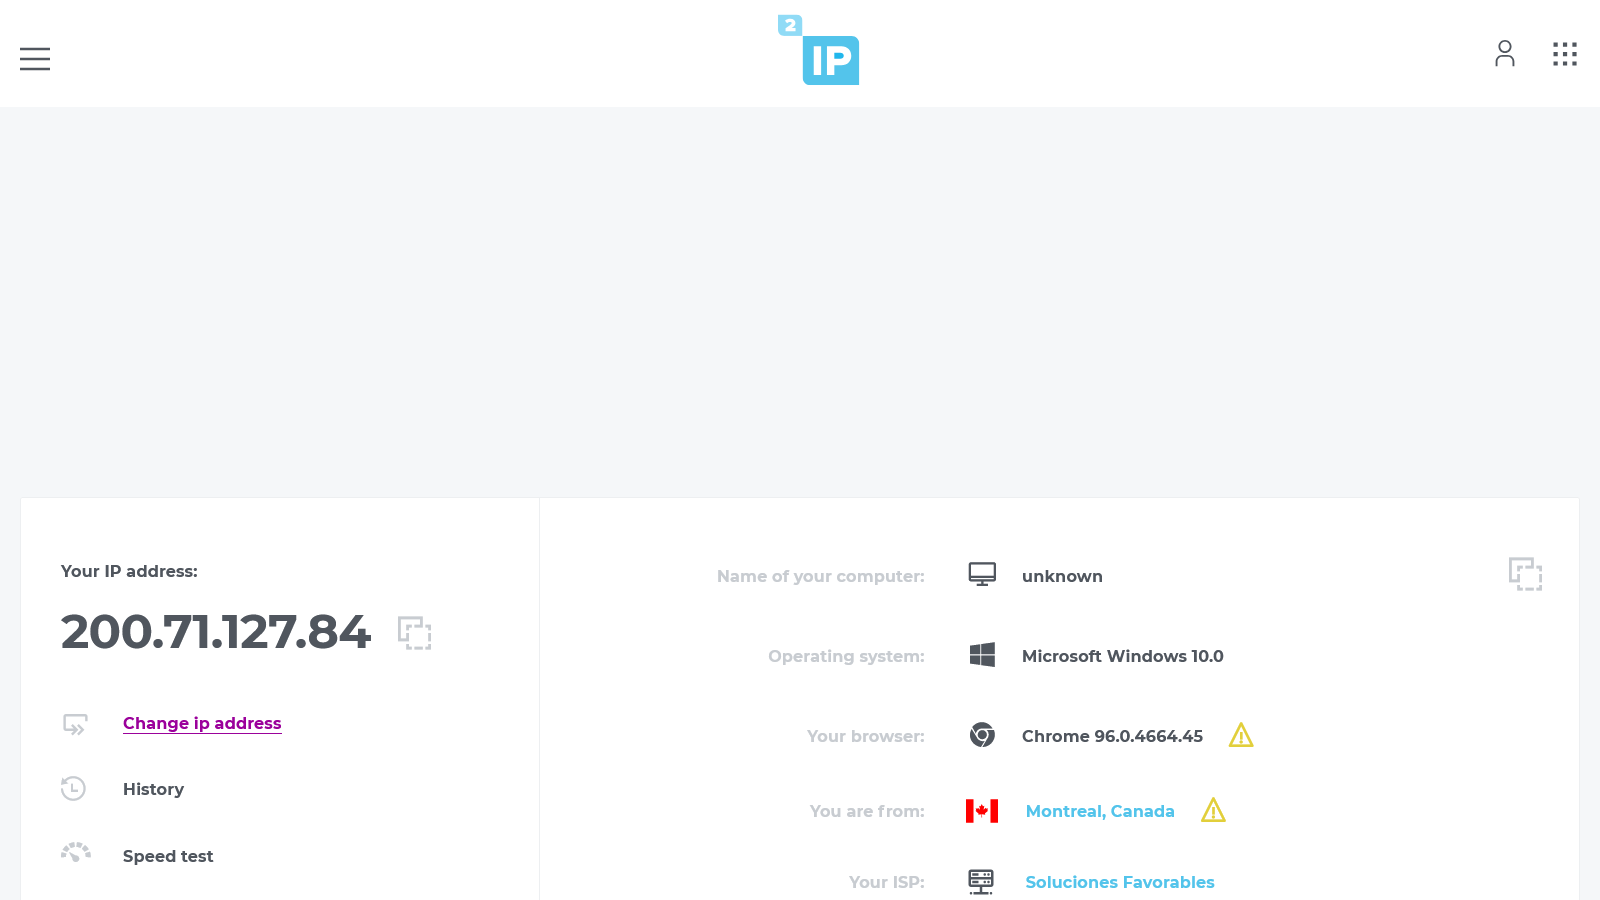 2
IP
Your IP address:
200.71.127.84
Change ip address
History
Speed test
Name of your computer: unknown
Operating system: Microsoft Windows 10.0
Your browser: Chrome 96.0.4664.45
You are from: Montreal, Canada
Your ISP: Soluciones Favorables